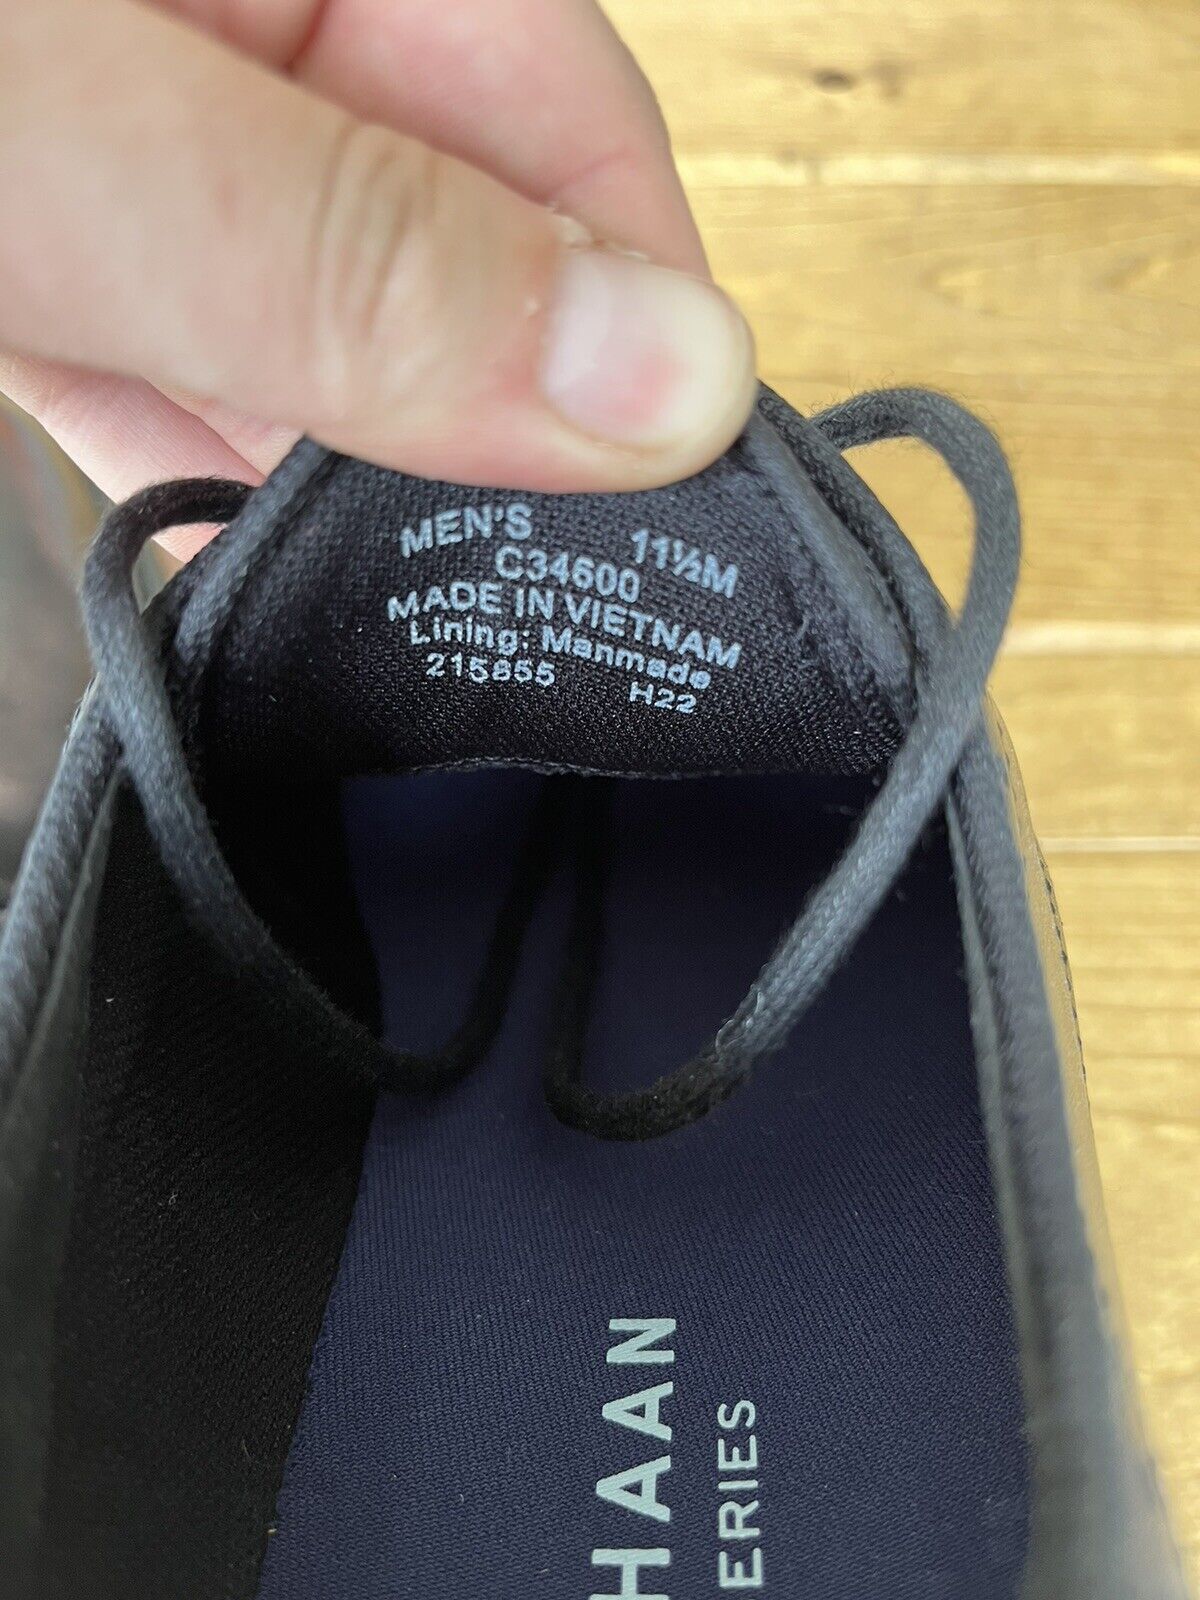 MEN'S 11½M
C34600
MADE IN VIETNAM
Lining: Manmade
215855 H22
HAAN
ERIES